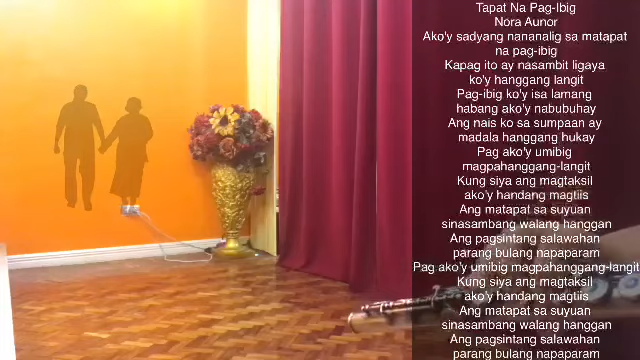 Tapat Na Pag-Ibig
Nora Aunor
Ako'y sadyang nananalig sa matapat
na pag-ibig
Kapag ito ay nasambit ligaya
ko'y hanggang langit
Pag-ibig ko'y isa lamang
habang ako'y nabubuhay
Ang nais ko sa sumpaan ay
madala hanggang hukay
Pag ako'y umibig
magpahanggang-langit
Kung siya ang magtaksil
ako'y handang magtiis
Ang matapat sa suyuan
sinasambang walang hanggan
Ang pagsintang salawahan
parang bulang napaparam
Pag ako'y umibig magpahanggang-langit
Kung siya ang magtaksil
ako'y handang magtiis
Ang matapat sa suyuan
sinasambang walang hanggan
Ang pagsintang salawahan
parang bulang napaparam